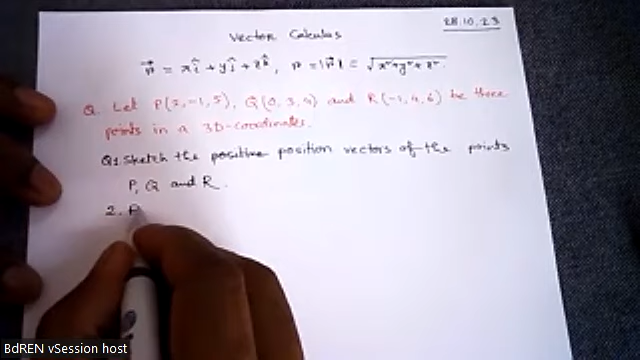 28.10.23
Vector Calculus
r⃗ = xî + yĵ + zk̂, r = |r⃗| = √x²+y²+z².
Q. Let P(3,-1,5), Q(0,3,4) and R(-1,4,6) be three
points in a 3D-coordinates.
Q1. Sketch the position vectors of the points
P, Q and R.
2. P
BdREN vSession host